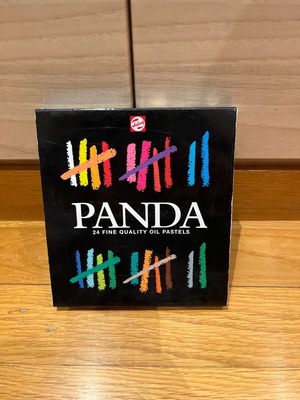 PANDA
24 FINE QUALITY OIL PASTELS